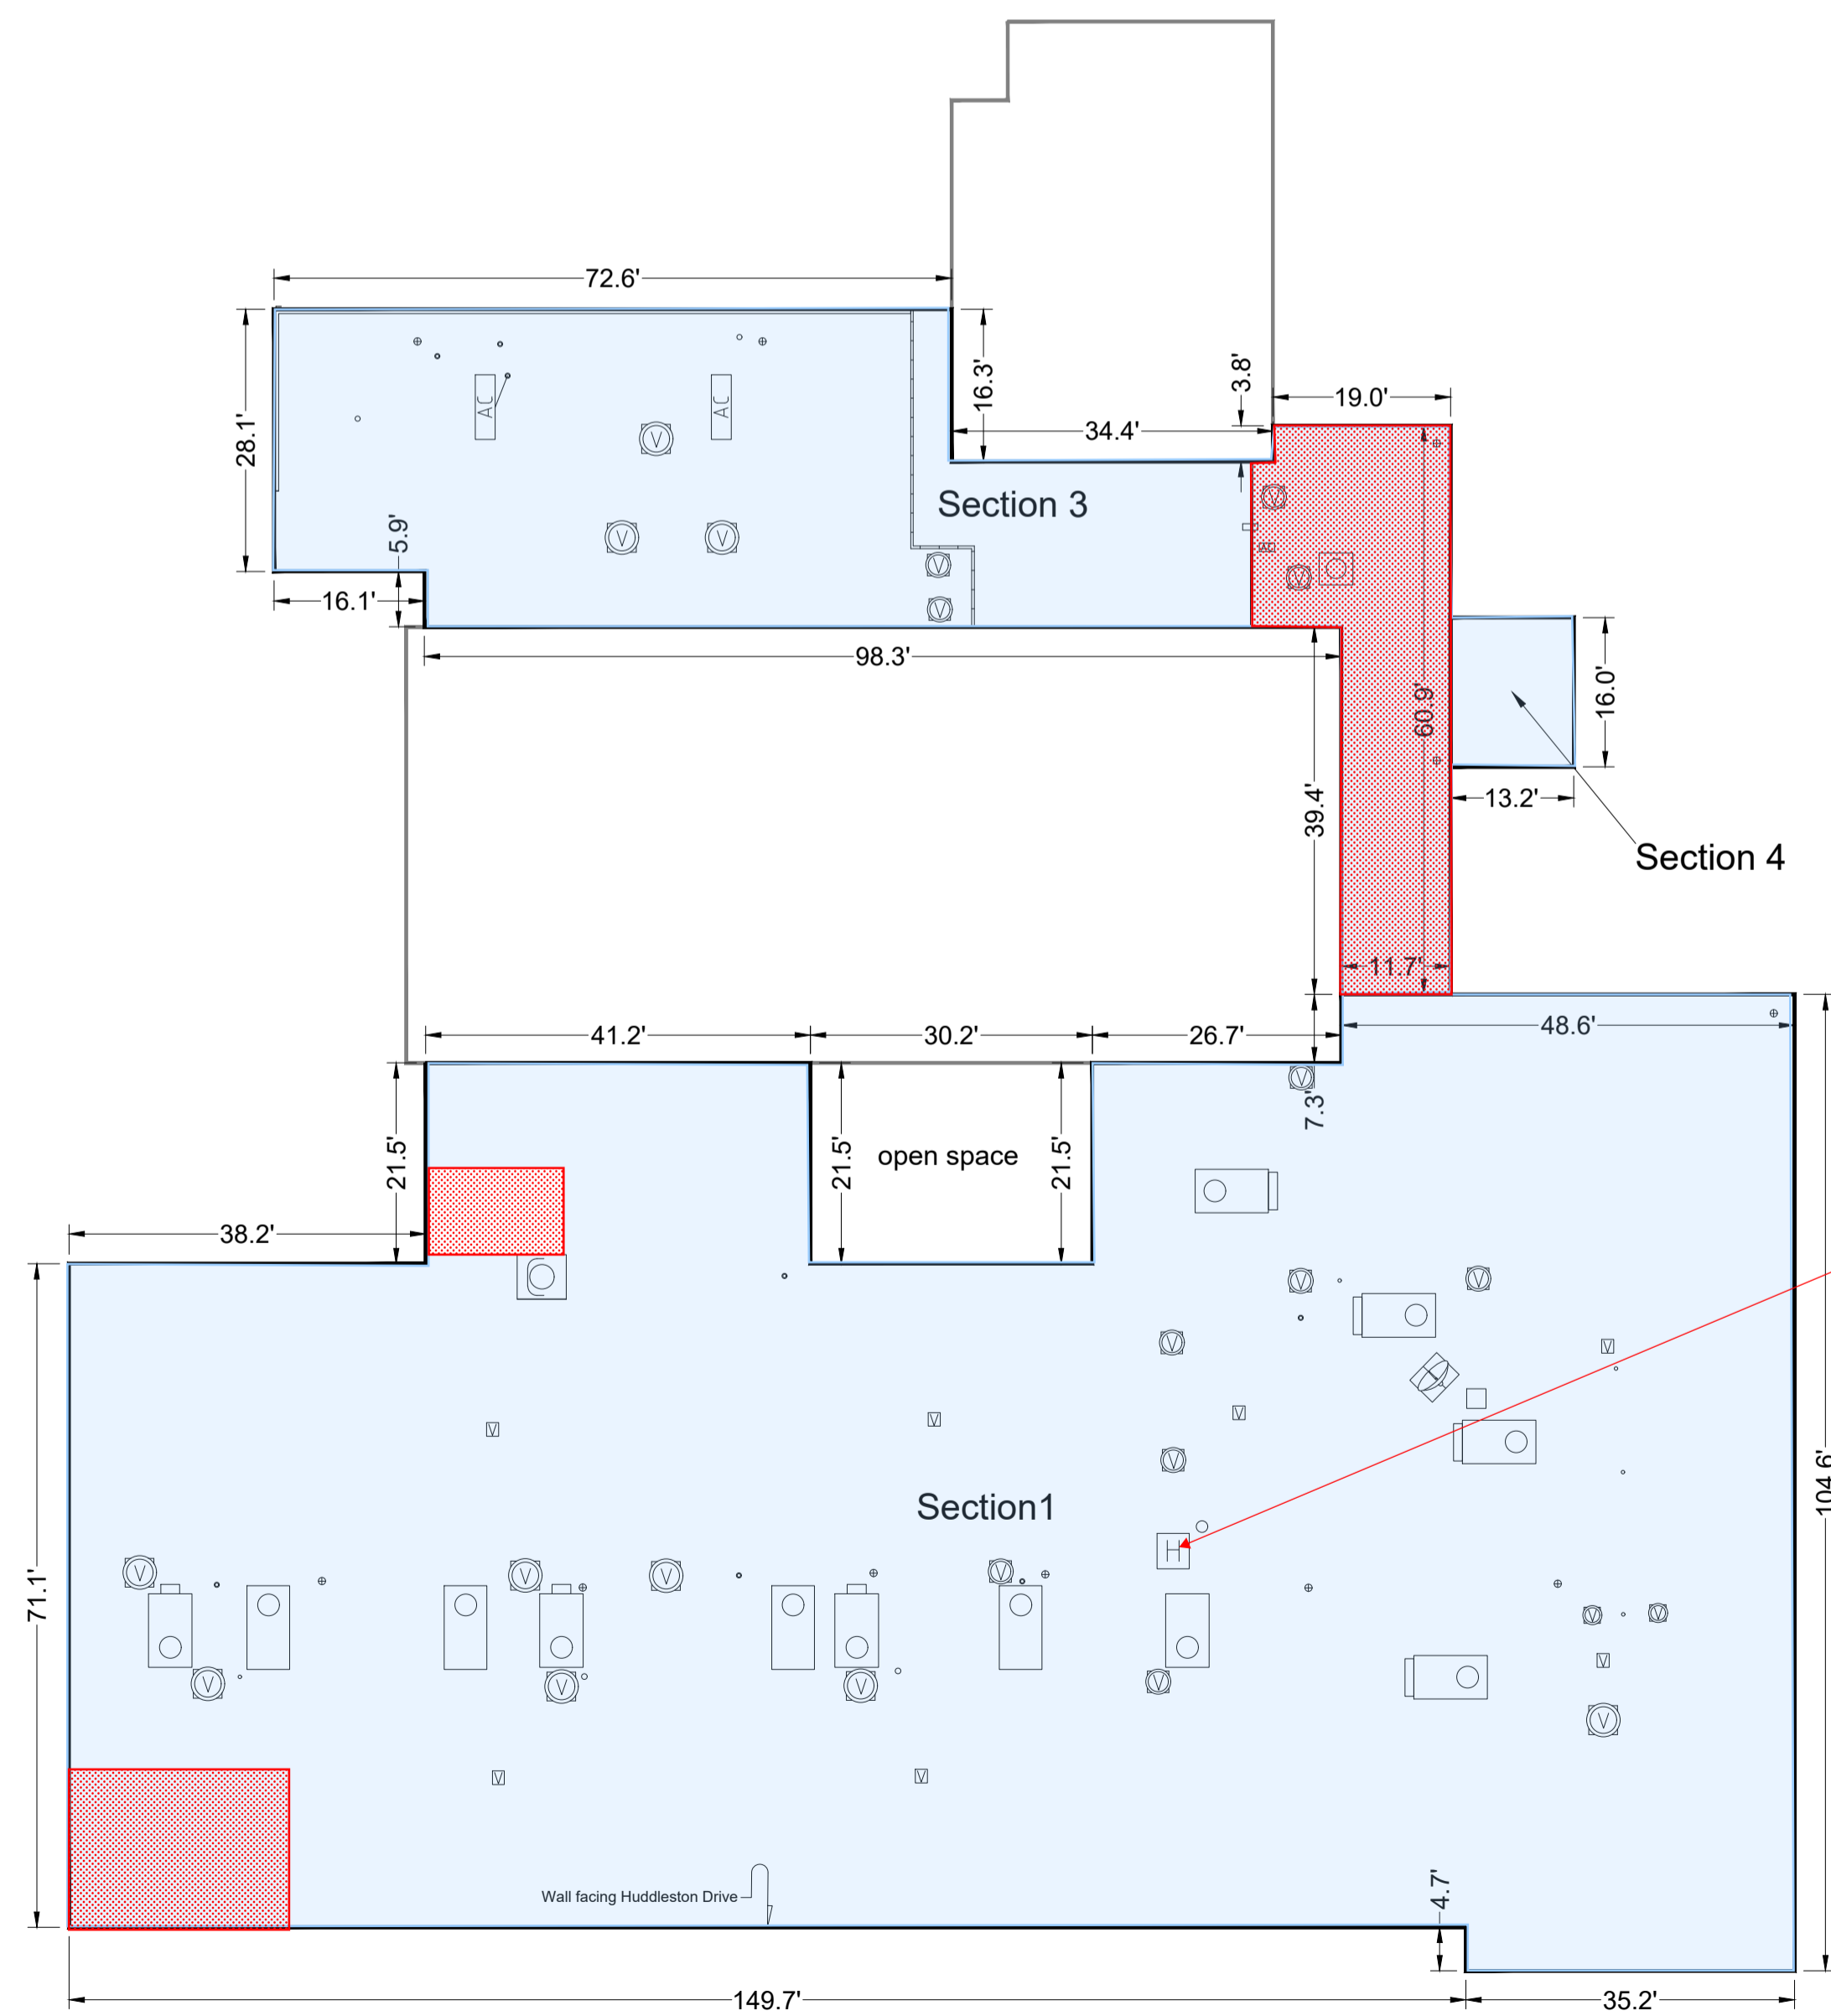 72.6'
28.1'
16.3'
3.8'
19.0'
34.4'
AC
AC
V
Section 3
V
V
V
5.9'
AC
V
V
V
16.1'
98.3'
60.9'
16.0'
39.4'
13.2'
Section 4
11.7'
41.2'
30.2'
26.7'
48.6'
V
7.3'
21.5'
21.5'
open space
21.5'
38.2'
V
V
V
V
V
V
V
V
Section1
104.6'
H
71.1'
V
V
V
V
V
V
V
V
V
V
V
V
V
V
Wall facing Huddleston Drive
4.7'
149.7'
35.2'